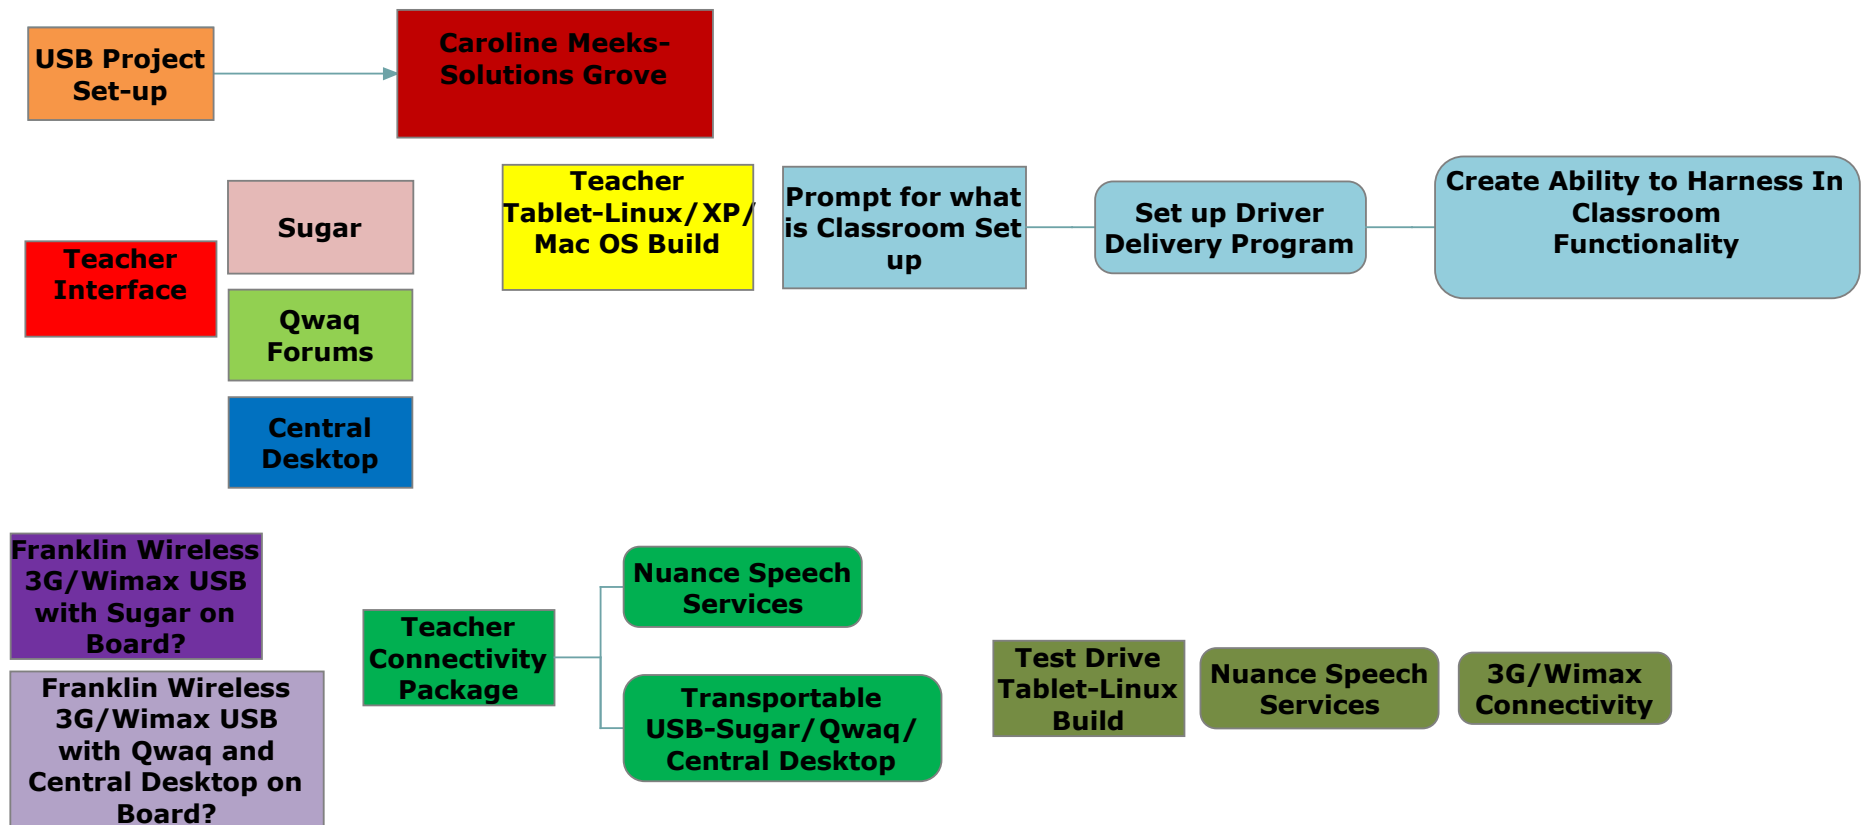 USB Project
Set-up
Caroline Meeks-
Solutions Grove
Teacher
Interface
Sugar
Qwaq
Forums
Central
Desktop
Teacher
Tablet-Linux/XP/
Mac OS Build
Prompt for what
is Classroom Set
up
Set up Driver
Delivery Program
Create Ability to Harness In
Classroom
Functionality
Franklin Wireless
3G/Wimax USB
with Sugar on
Board?
Franklin Wireless
3G/Wimax USB
with Qwaq and
Central Desktop on
Board?
Teacher
Connectivity
Package
Nuance Speech
Services
Transportable
USB-Sugar/Qwaq/
Central Desktop
Test Drive
Tablet-Linux
Build
Nuance Speech
Services
3G/Wimax
Connectivity